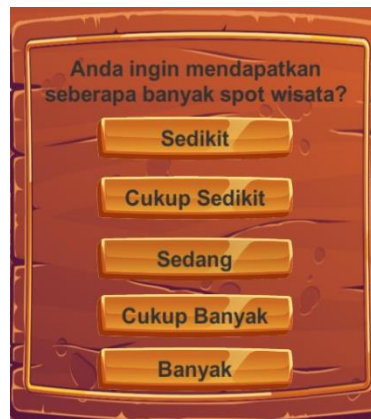 Anda ingin mendapatkan
seberapa banyak spot wisata?
Sedikit
Cukup Sedikit
Sedang
Cukup Banyak
Banyak